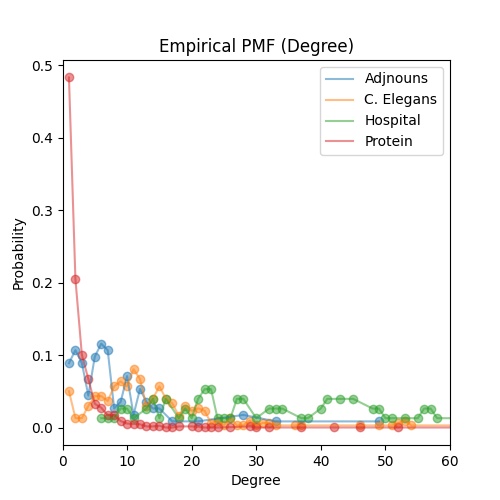 Empirical PMF (Degree)
0.5
0.4
0.3
0.2
0.1
0.0
Probability
Adjnouns
C. Elegans
Hospital
Protein
0 10 20 30 40 50 60
Degree